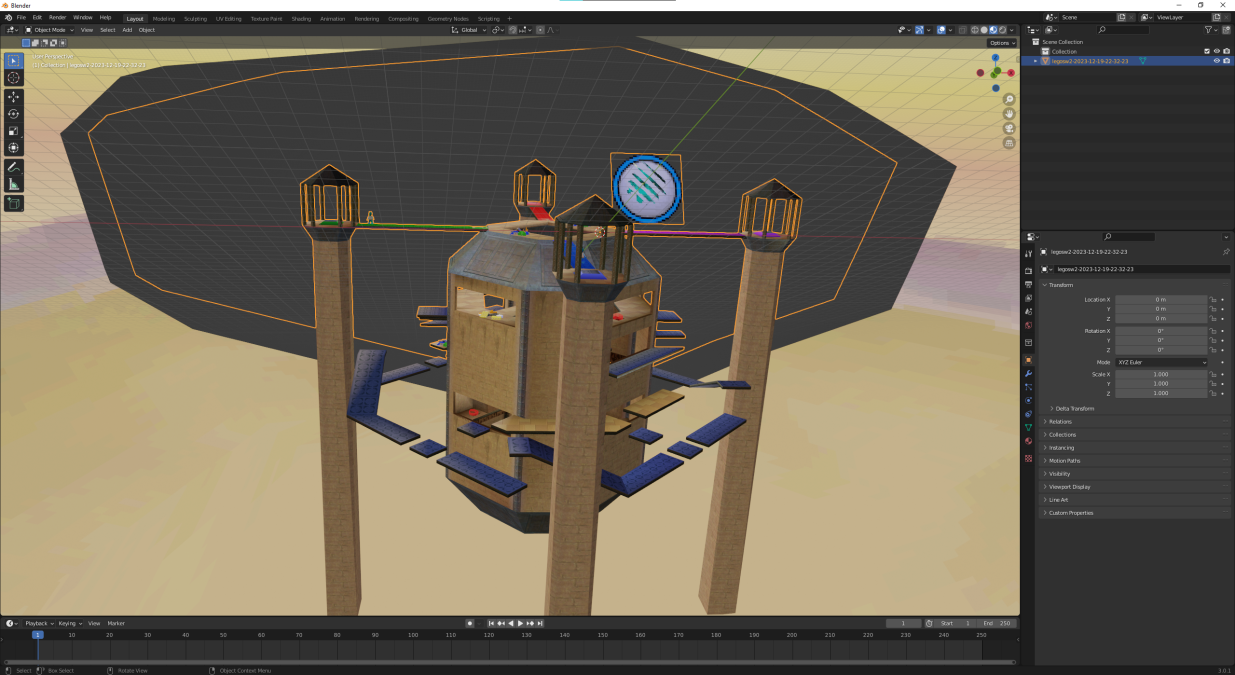 Blender
File Edit Render Window Help Layout Modeling Sculpting UV Editing Texture Paint Shading Animation Rendering Compositing Geometry Nodes Scripting + Scene ViewLayer
Object Mode View Select Add Object Global
Options
User Perspective
(1) Collection | legosw2-2023-12-19-22-32-23
Scene Collection
Collection
legosw2-2023-12-19-22-32-23
legosw2-2023-12-19-22-32-23
legosw2-2023-12-19-22-32-23
Transform
Location X 0 m
Y 0 m
Z 0 m
Rotation X 0°
Y 0°
Z 0°
Mode XYZ Euler
Scale X 1.000
Y 1.000
Z 1.000
Delta Transform
Relations
Collections
Instancing
Motion Paths
Visibility
Viewport Display
Line Art
Custom Properties
Playback Keying View Marker 1 Start 1 End 250
1 10 20 30 40 50 60 70 80 90 100 110 120 130 140 150 160 170 180 190 200 210 220 230 240 250
Select Box Select Rotate View Object Context Menu 3.0.1